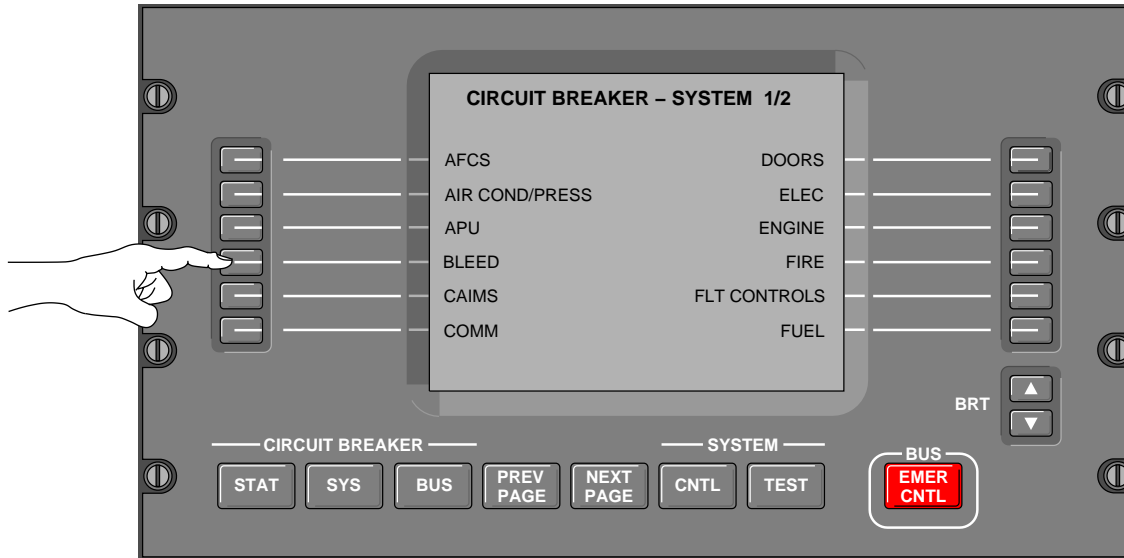 CIRCUIT BREAKER – SYSTEM 1/2
AFCS DOORS
AIR COND/PRESS ELEC
APU ENGINE
BLEED FIRE
CAIMS FLT CONTROLS
COMM FUEL
BRT
CIRCUIT BREAKER SYSTEM BUS
STAT SYS BUS PREV PAGE NEXT PAGE CNTL TEST EMER CNTL